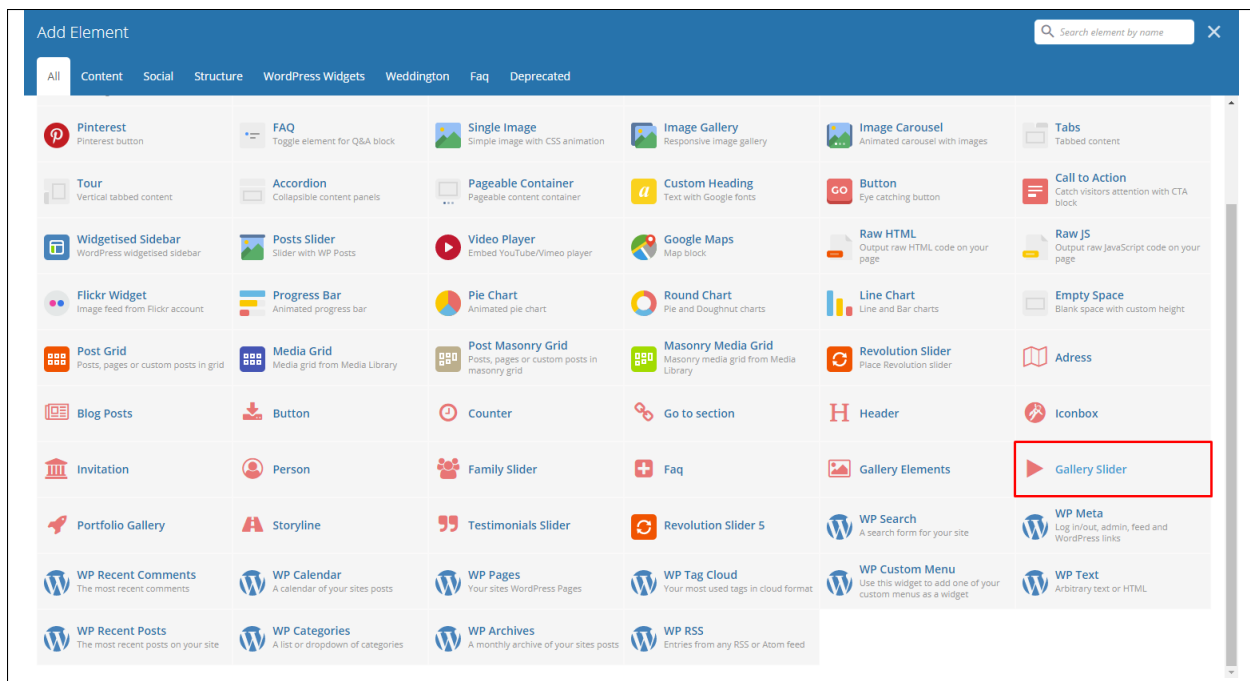 Add Element
Search element by name
All Content Social Structure WordPress Widgets Weddington Faq Deprecated
Pinterest
Pinterest button
FAQ
Toggle element for Q&A block
Single Image
Simple image with CSS animation
Image Gallery
Responsive image gallery
Image Carousel
Animated carousel with images
Tabs
Tabbed content
Tour
Vertical tabbed content
Accordion
Collapsible content panels
Pageable Container
Pageable content container
a
Custom Heading
Text with Google fonts
GO
Button
Eye catching button
Call to Action
Catch visitors attention with CTA
block
Widgetised Sidebar
WordPress widgetised sidebar
Posts Slider
Slider with WP Posts
Video Player
Embed YouTube/Vimeo player
Google Maps
Map block
Raw HTML
Output raw HTML code on your
page
Raw JS
Output raw JavaScript code on your
page
Flickr Widget
Image feed from Flickr account
Progress Bar
Animated progress bar
Pie Chart
Animated pie chart
Round Chart
Pie and Doughnut charts
Line Chart
Line and Bar charts
Empty Space
Blank space with custom height
Post Grid
Posts, pages or custom posts in grid
Media Grid
Media grid from Media Library
Post Masonry Grid
Posts, pages or custom posts in
masonry grid
Masonry Media Grid
Masonry media grid from Media
Library
Revolution Slider
Place Revolution slider
Adress
Blog Posts
Button
Counter
Go to section
H
Header
Iconbox
Invitation
Person
Family Slider
Faq
Gallery Elements
Gallery Slider
Portfolio Gallery
Storyline
Testimonials Slider
Revolution Slider 5
WP Search
A search form for your site
WP Meta
Log in/out, admin, feed and
WordPress links
WP Recent Comments
The most recent comments
WP Calendar
A calendar of your sites posts
WP Pages
Your sites WordPress Pages
WP Tag Cloud
Your most used tags in cloud format
WP Custom Menu
Use this widget to add one of your
custom menus as a widget
WP Text
Arbitrary text or HTML
WP Recent Posts
The most recent posts on your site
WP Categories
A list or dropdown of categories
WP Archives
A monthly archive of your sites posts
WP RSS
Entries from any RSS or Atom feed